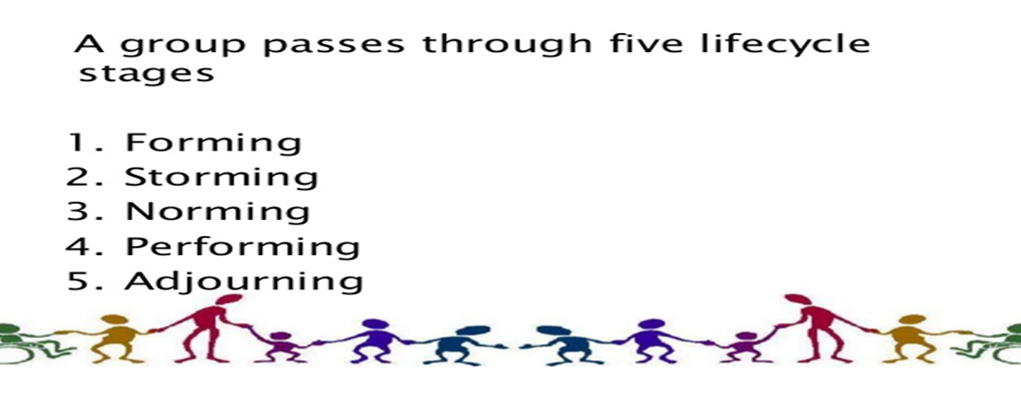 A group passes through five lifecycle
stages
1. Forming
2. Storming
3. Norming
4. Performing
5. Adjourning